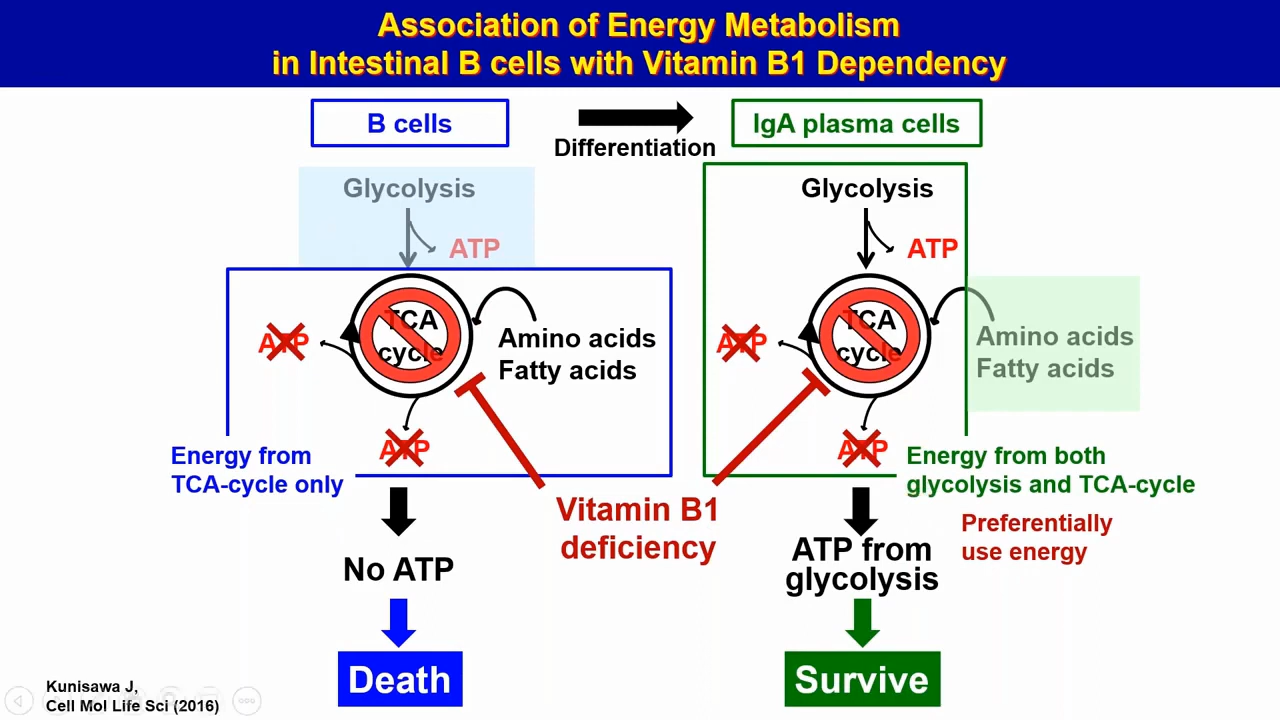 Association of Energy Metabolism
in Intestinal B cells with Vitamin B1 Dependency
B cells
Differentiation
IgA plasma cells
Glycolysis
ATP
TCA
cycle
Amino acids
Fatty acids
ATP
ATP
Energy from
TCA-cycle only
No ATP
Death
Vitamin B1
deficiency
Glycolysis
ATP
TCA
cycle
Amino acids
Fatty acids
ATP
ATP
Energy from both
glycolysis and TCA-cycle
Preferentially
use energy
ATP from
glycolysis
Survive
Kunisawa J,
Cell Mol Life Sci (2016)